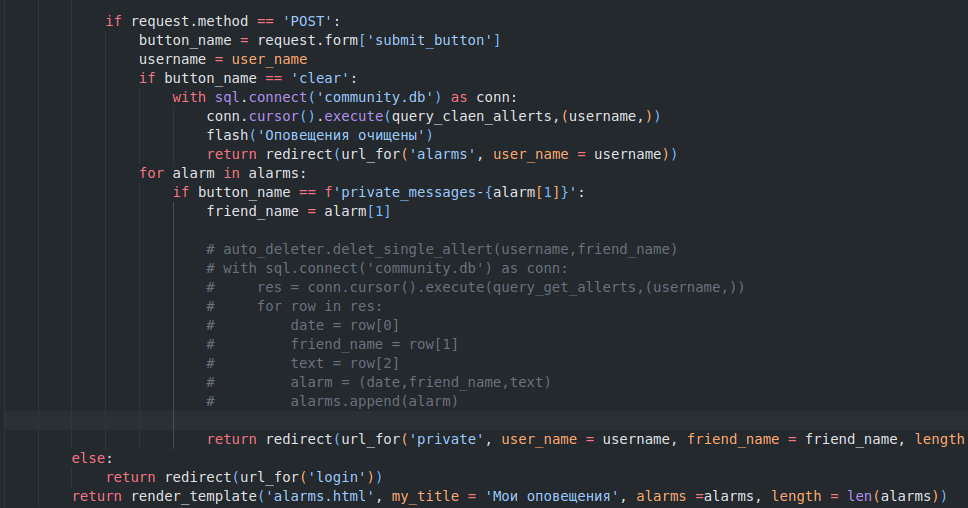 if request.method == 'POST':
button_name = request.form['submit_button']
username = user_name
if button_name == 'clear':
with sql.connect('community.db') as conn:
conn.cursor().execute(query_claen_allerts,(username,))
flash('Оповещения очищены')
return redirect(url_for('alarms', user_name = username))
for alarm in alarms:
if button_name == f'private_messages-{alarm[1]}':
friend_name = alarm[1]
# auto_deleter.delet_single_allert(username,friend_name)
# with sql.connect('community.db') as conn:
#     res = conn.cursor().execute(query_get_allerts,(username,))
#     for row in res:
#         date = row[0]
#         friend_name = row[1]
#         text = row[2]
#         alarm = (date,friend_name,text)
#         alarms.append(alarm)
return redirect(url_for('private', user_name = username, friend_name = friend_name, length
else:
return redirect(url_for('login'))
return render_template('alarms.html', my_title = 'Мои оповещения', alarms =alarms, length = len(alarms))